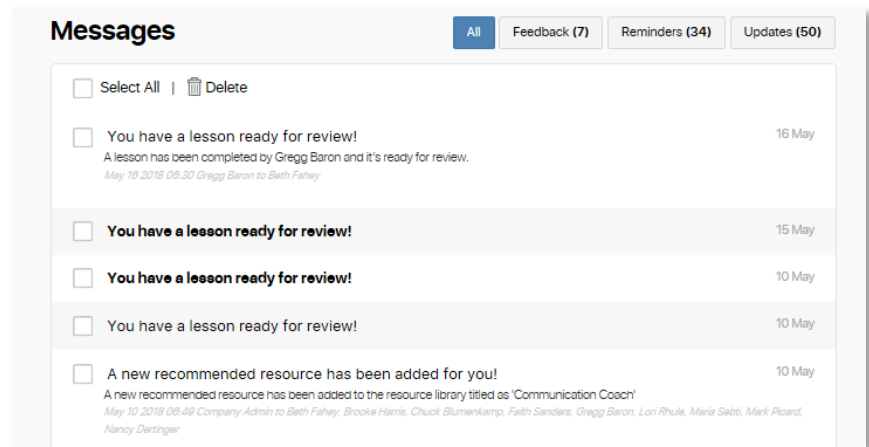 Messages
All
Feedback (7)
Reminders (34)
Updates (50)
Select All | Delete
You have a lesson ready for review!
16 May
A lesson has been completed by Gregg Baron and it's ready for review.
May 16 2018 06:30 Gregg Baron to Beth Fahey
You have a lesson ready for review!
15 May
You have a lesson ready for review!
10 May
You have a lesson ready for review!
10 May
A new recommended resource has been added for you!
10 May
A new recommended resource has been added to the resource library titled as 'Communication Coach'
May 10 2018 06:49 Company Admin to Beth Fahey, Brooke Harris, Chuck Blumenkamp, Faith Sanders, Gregg Baron, Lori Rhule, Maria Sebti, Mark Picard,
Nancy Dertinger